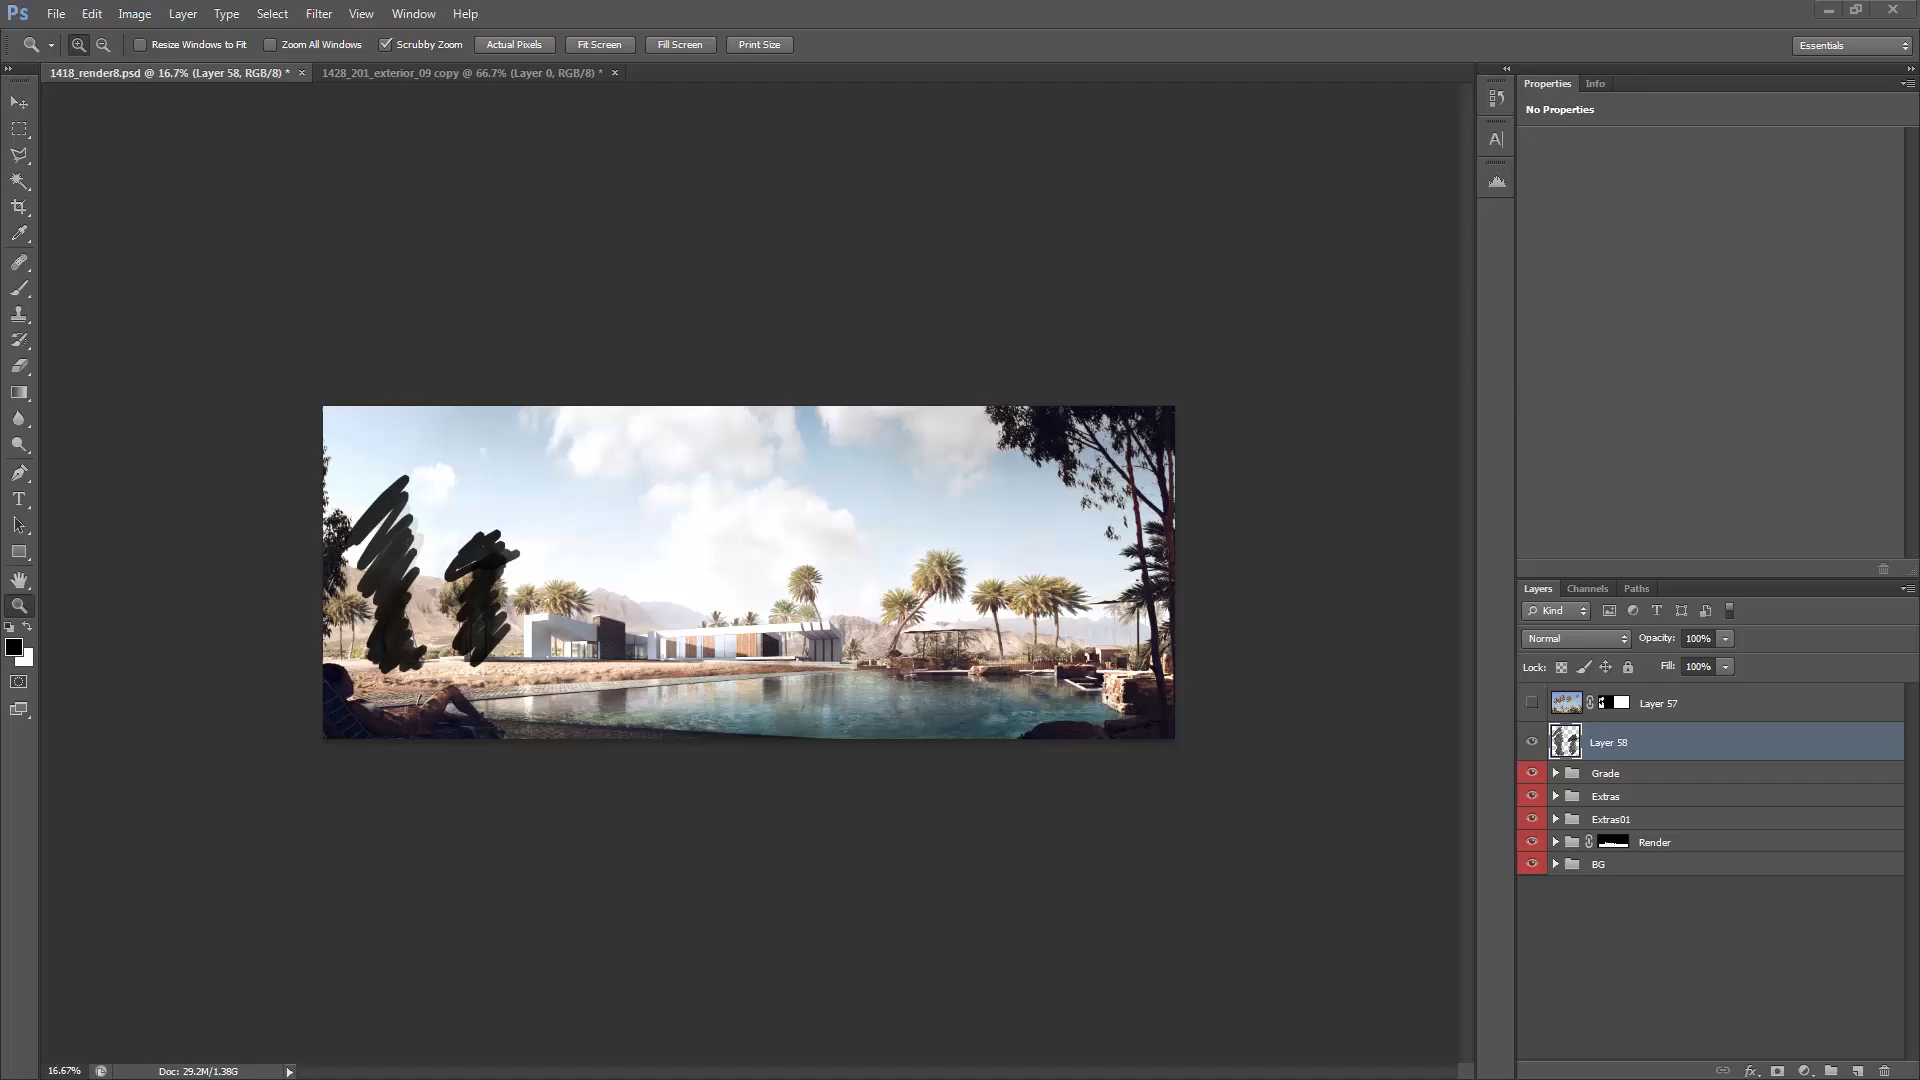 Ps File Edit Image Layer Type Select Filter View Window Help
Resize Windows to Fit Zoom All Windows Scrubby Zoom Actual Pixels Fit Screen Fill Screen Print Size Essentials
1418_render8.psd @ 16.7% (Layer 58, RGB/8) * 1428_201_exterior_09 copy @ 66.7% (Layer 0, RGB/8) *
Properties Info
No Properties
Layers Channels Paths
Kind
Normal Opacity: 100%
Lock: Fill: 100%
Layer 57
Layer 58
Grade
Extras
Extras01
Render
BG
16.67% Doc: 29.2M/1.38G